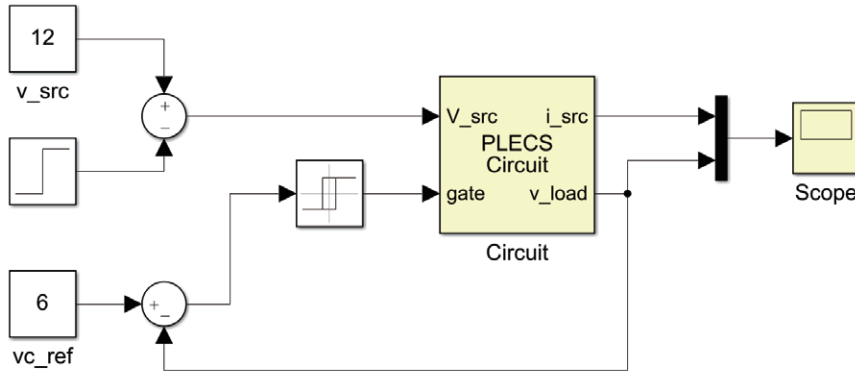 12
v_src
+
−
V_src
i_src
PLECS
Circuit
gate
v_load
Circuit
Scope
6
vc_ref
+
−